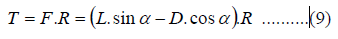 T = F.R = (L.sin α − D.cos α).R ..........(9)